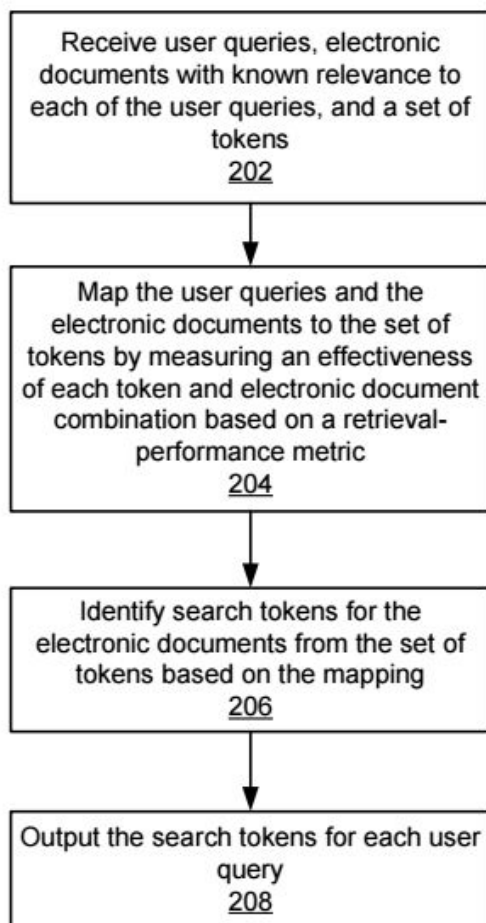 Receive user queries, electronic
documents with known relevance to
each of the user queries, and a set of
tokens
202
Map the user queries and the
electronic documents to the set of
tokens by measuring an effectiveness
of each token and electronic document
combination based on a retrieval-
performance metric
204
Identify search tokens for the
electronic documents from the set of
tokens based on the mapping
206
Output the search tokens for each user
query
208